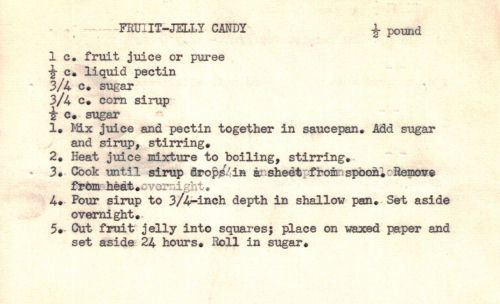 FRUIIT-JELLY CANDY ½ pound
1 c. fruit juice or puree
½ c. liquid pectin
3/4 c. sugar
3/4 c. corn sirup
½ c. sugar
1. Mix juice and pectin together in saucepan. Add sugar
and sirup, stirring.
2. Heat juice mixture to boiling, stirring.
3. Cook until sirup drops in a sheet from spoon. Remove
from heat. overnight.
4. Pour sirup to 3/4-inch depth in shallow pan. Set aside
overnight.
5. Cut fruit jelly into squares; place on waxed paper and
set aside 24 hours. Roll in sugar.